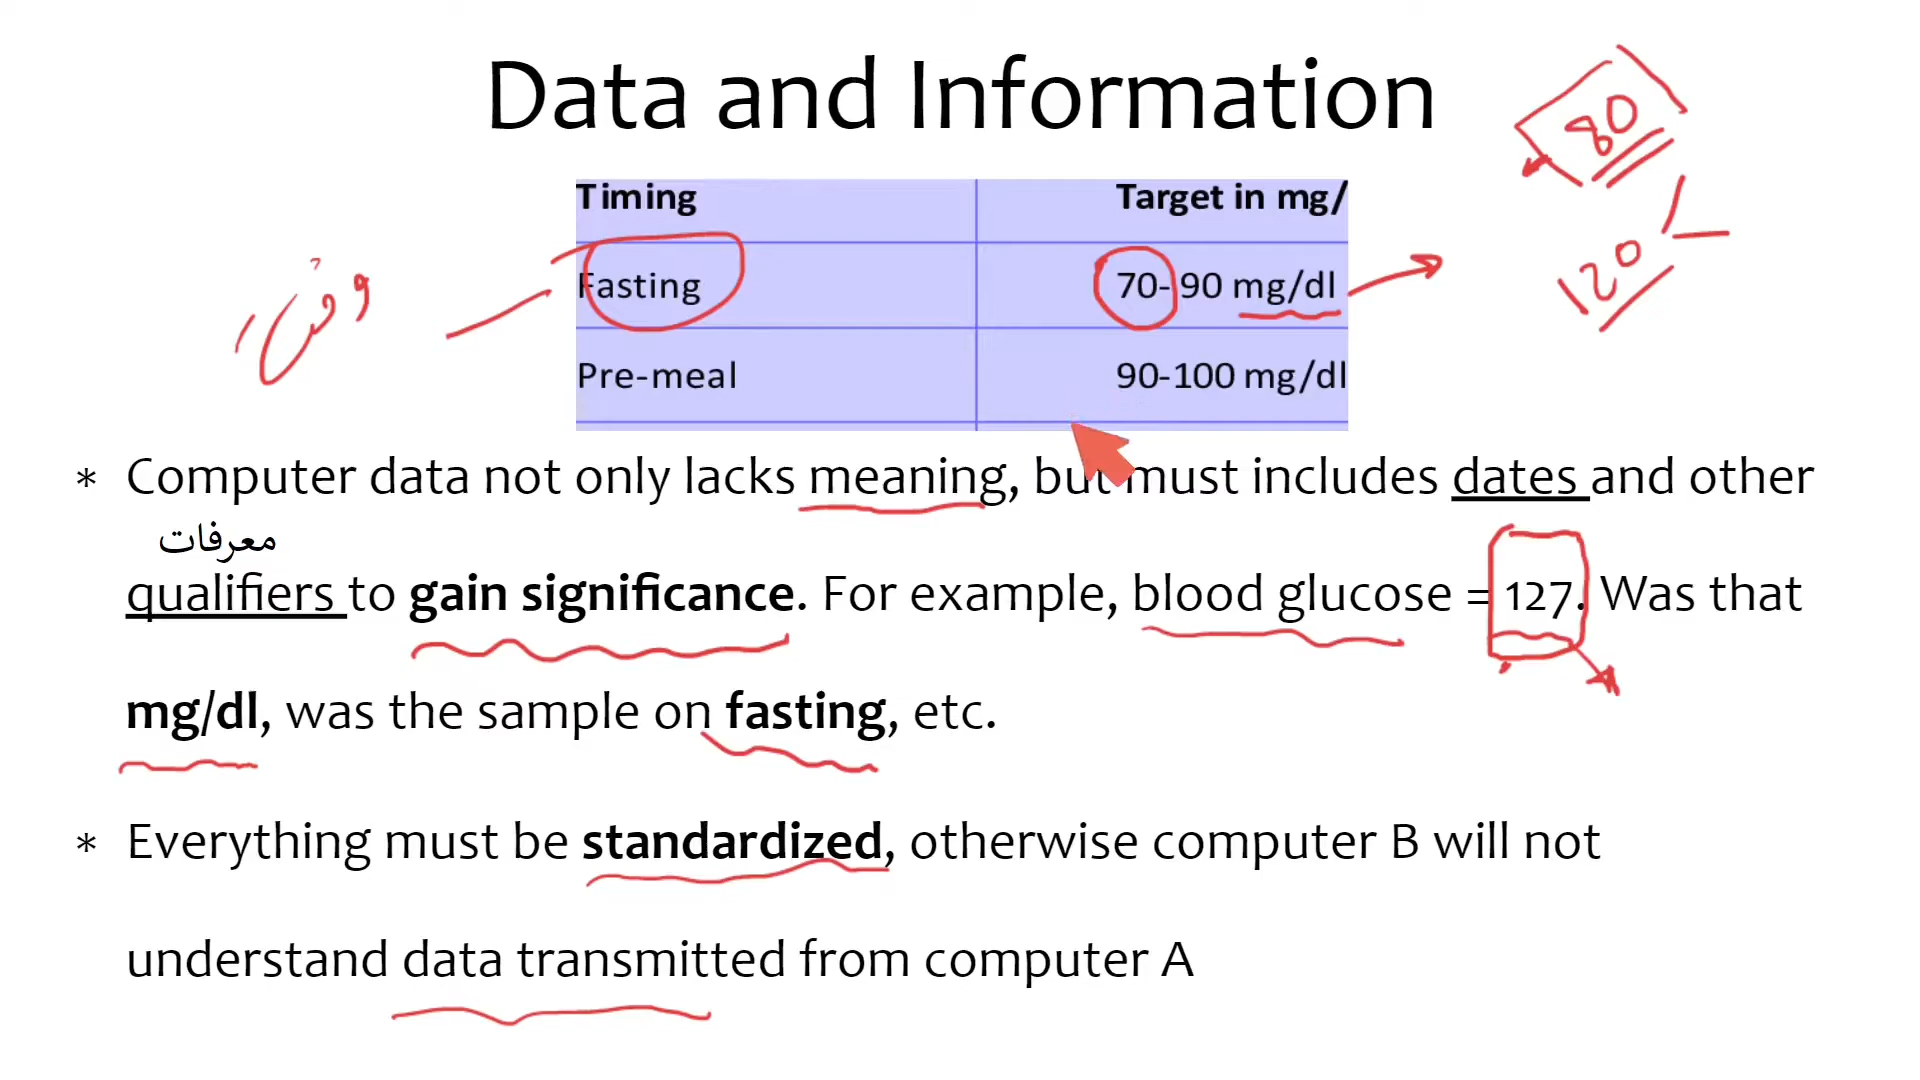 Data and Information
80
Timing Target in mg/
120
Fasting 70-90 mg/dl
وقت
Pre-meal 90-100 mg/dl
* Computer data not only lacks meaning, but must includes dates and other
معرفات
qualifiers to gain significance. For example, blood glucose = 127. Was that
mg/dl, was the sample on fasting, etc.
* Everything must be standardized, otherwise computer B will not
understand data transmitted from computer A